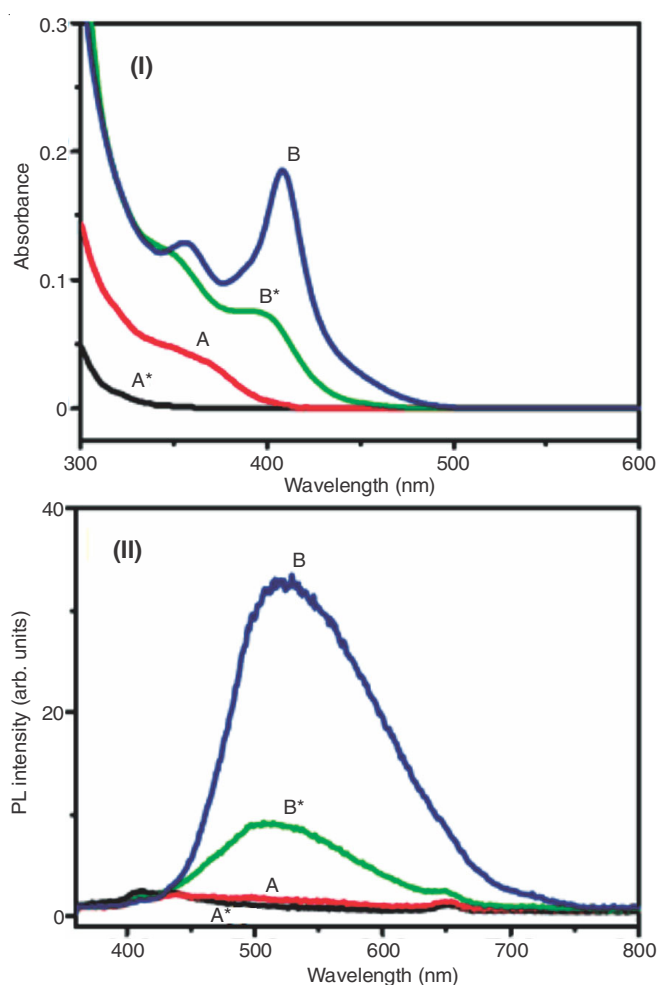 0.3
(I)
B
0.2
Absorbance
B*
0.1
A
A*
0
300 400 500 600
Wavelength (nm)
40
(II)
B
PL intensity (arb. units)
20
B*
A
A*
0
400 500 600 700 800
Wavelength (nm)